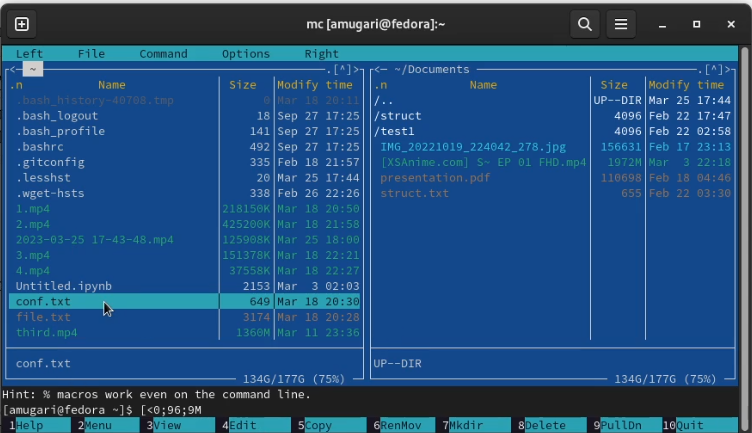 mc [amugari@fedora]:~
Left File Command Options Right
<─ ~ .[^]>
.n Name Size Modify time
.bash_history-40708.tmp 0 Mar 18 20:11
.bash_logout 18 Sep 27 17:25
.bash_profile 141 Sep 27 17:25
.bashrc 492 Sep 27 17:25
.gitconfig 335 Feb 18 21:57
.lesshst 20 Mar 25 17:44
.wget-hsts 338 Feb 26 22:26
1.mp4 218150K Mar 18 20:50
2.mp4 425200K Mar 18 21:58
2023-03-25 17-43-48.mp4 125908K Mar 25 18:00
3.mp4 151378K Mar 18 22:21
4.mp4 37558K Mar 18 22:27
Untitled.ipynb 2153 Mar 3 02:03
conf.txt 649 Mar 18 20:30
file.txt 3174 Mar 18 20:28
third.mp4 1360M Mar 11 23:36
conf.txt
134G/177G (75%)
<─ ~/Documents .[^]>
.n Name Size Modify time
/.. UP--DIR Mar 25 17:44
/struct 4096 Feb 22 17:47
/test1 4096 Feb 22 02:58
IMG_20221019_224042_278.jpg 156631 Feb 17 23:13
[XSAnime.com] S~ EP 01 FHD.mp4 1972M Mar 3 22:18
presentation.pdf 110698 Feb 18 04:46
struct.txt 655 Feb 22 03:30
UP--DIR
134G/177G (75%)
Hint: % macros work even on the command line.
[amugari@fedora ~]$ [<0;96;9M
1Help 2Menu 3View 4Edit 5Copy 6RenMov 7Mkdir 8Delete 9PullDn 10Quit